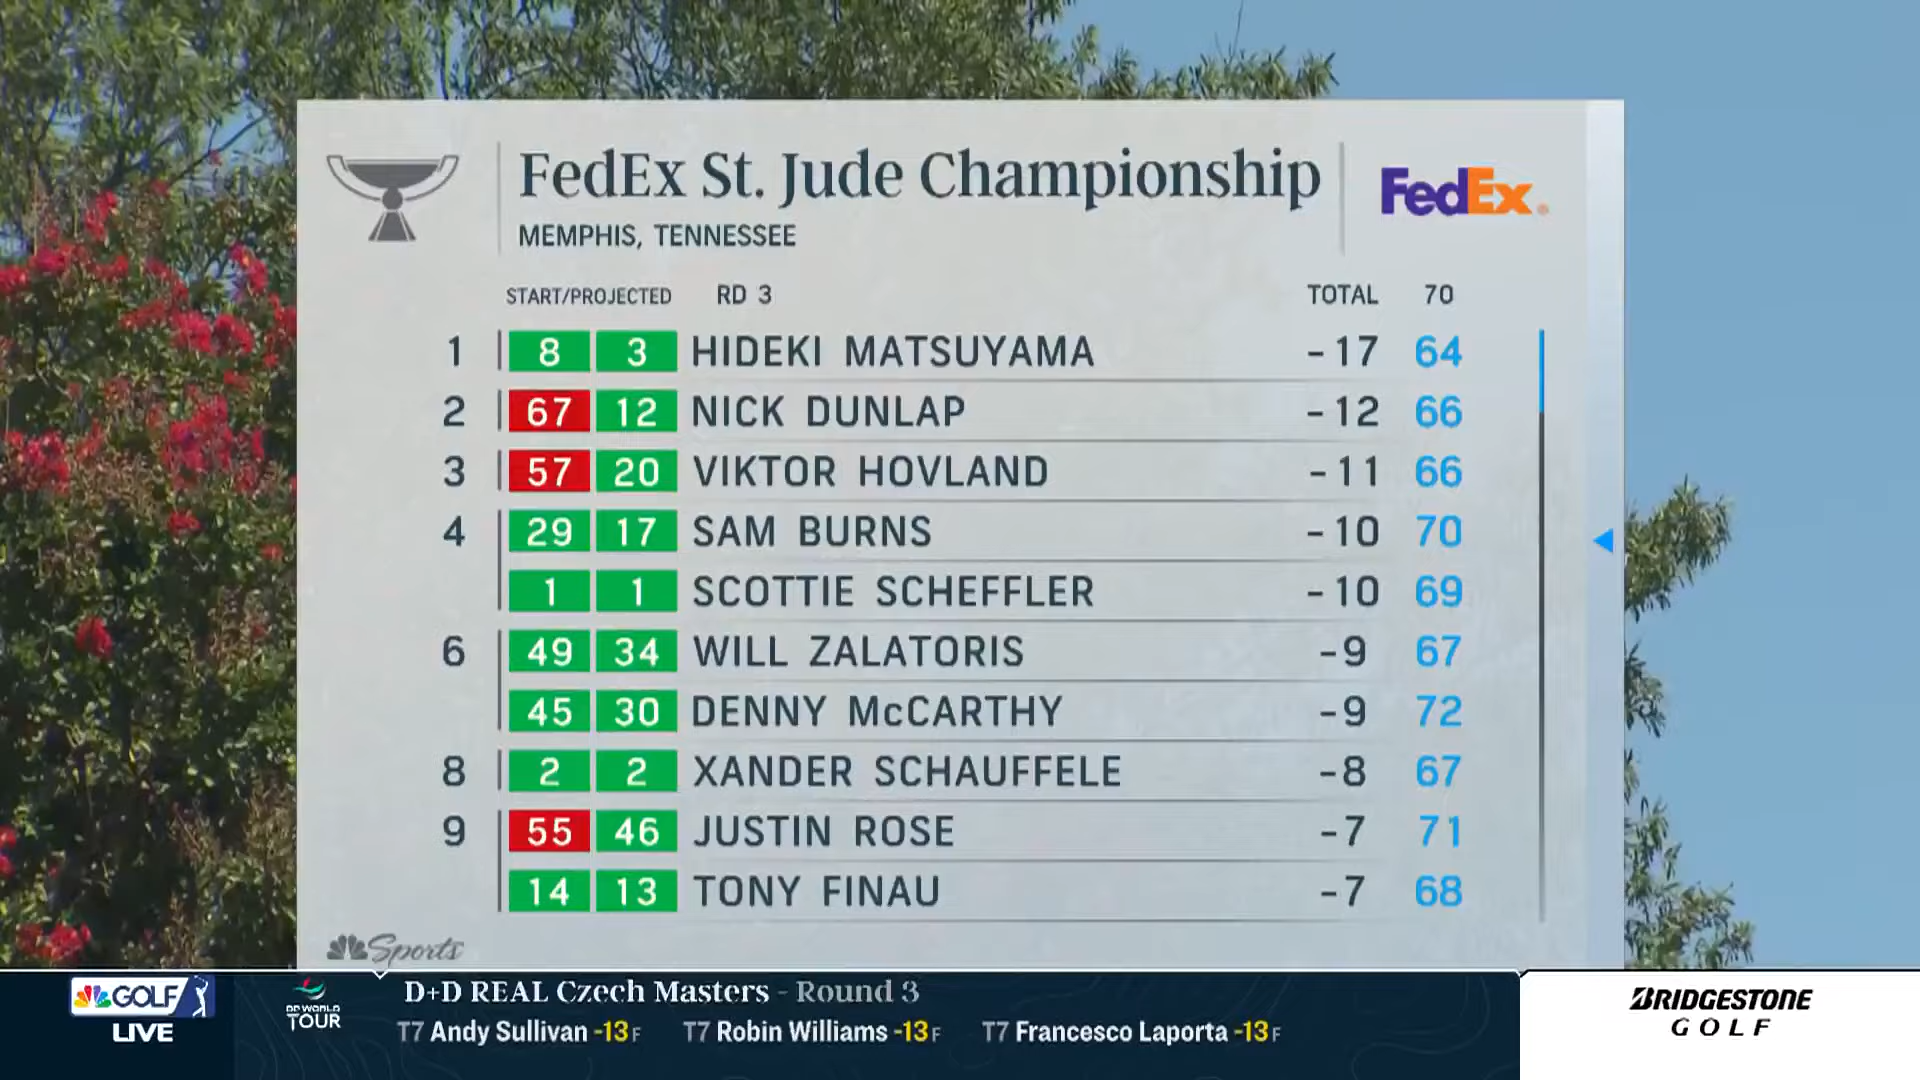 FedEx St. Jude Championship
MEMPHIS, TENNESSEE
FedEx
START/PROJECTED RD 3 TOTAL 70
1 8 3 HIDEKI MATSUYAMA -17 64
2 67 12 NICK DUNLAP -12 66
3 57 20 VIKTOR HOVLAND -11 66
4 29 17 SAM BURNS -10 70
1 1 SCOTTIE SCHEFFLER -10 69
6 49 34 WILL ZALATORIS -9 67
45 30 DENNY McCARTHY -9 72
8 2 2 XANDER SCHAUFFELE -8 67
9 55 46 JUSTIN ROSE -7 71
14 13 TONY FINAU -7 68
Sports
GOLF
LIVE
DP WORLD
TOUR
D+D REAL Czech Masters - Round 3
T7 Andy Sullivan -13 F T7 Robin Williams -13 F T7 Francesco Laporta -13 F
BRIDGESTONE
GOLF